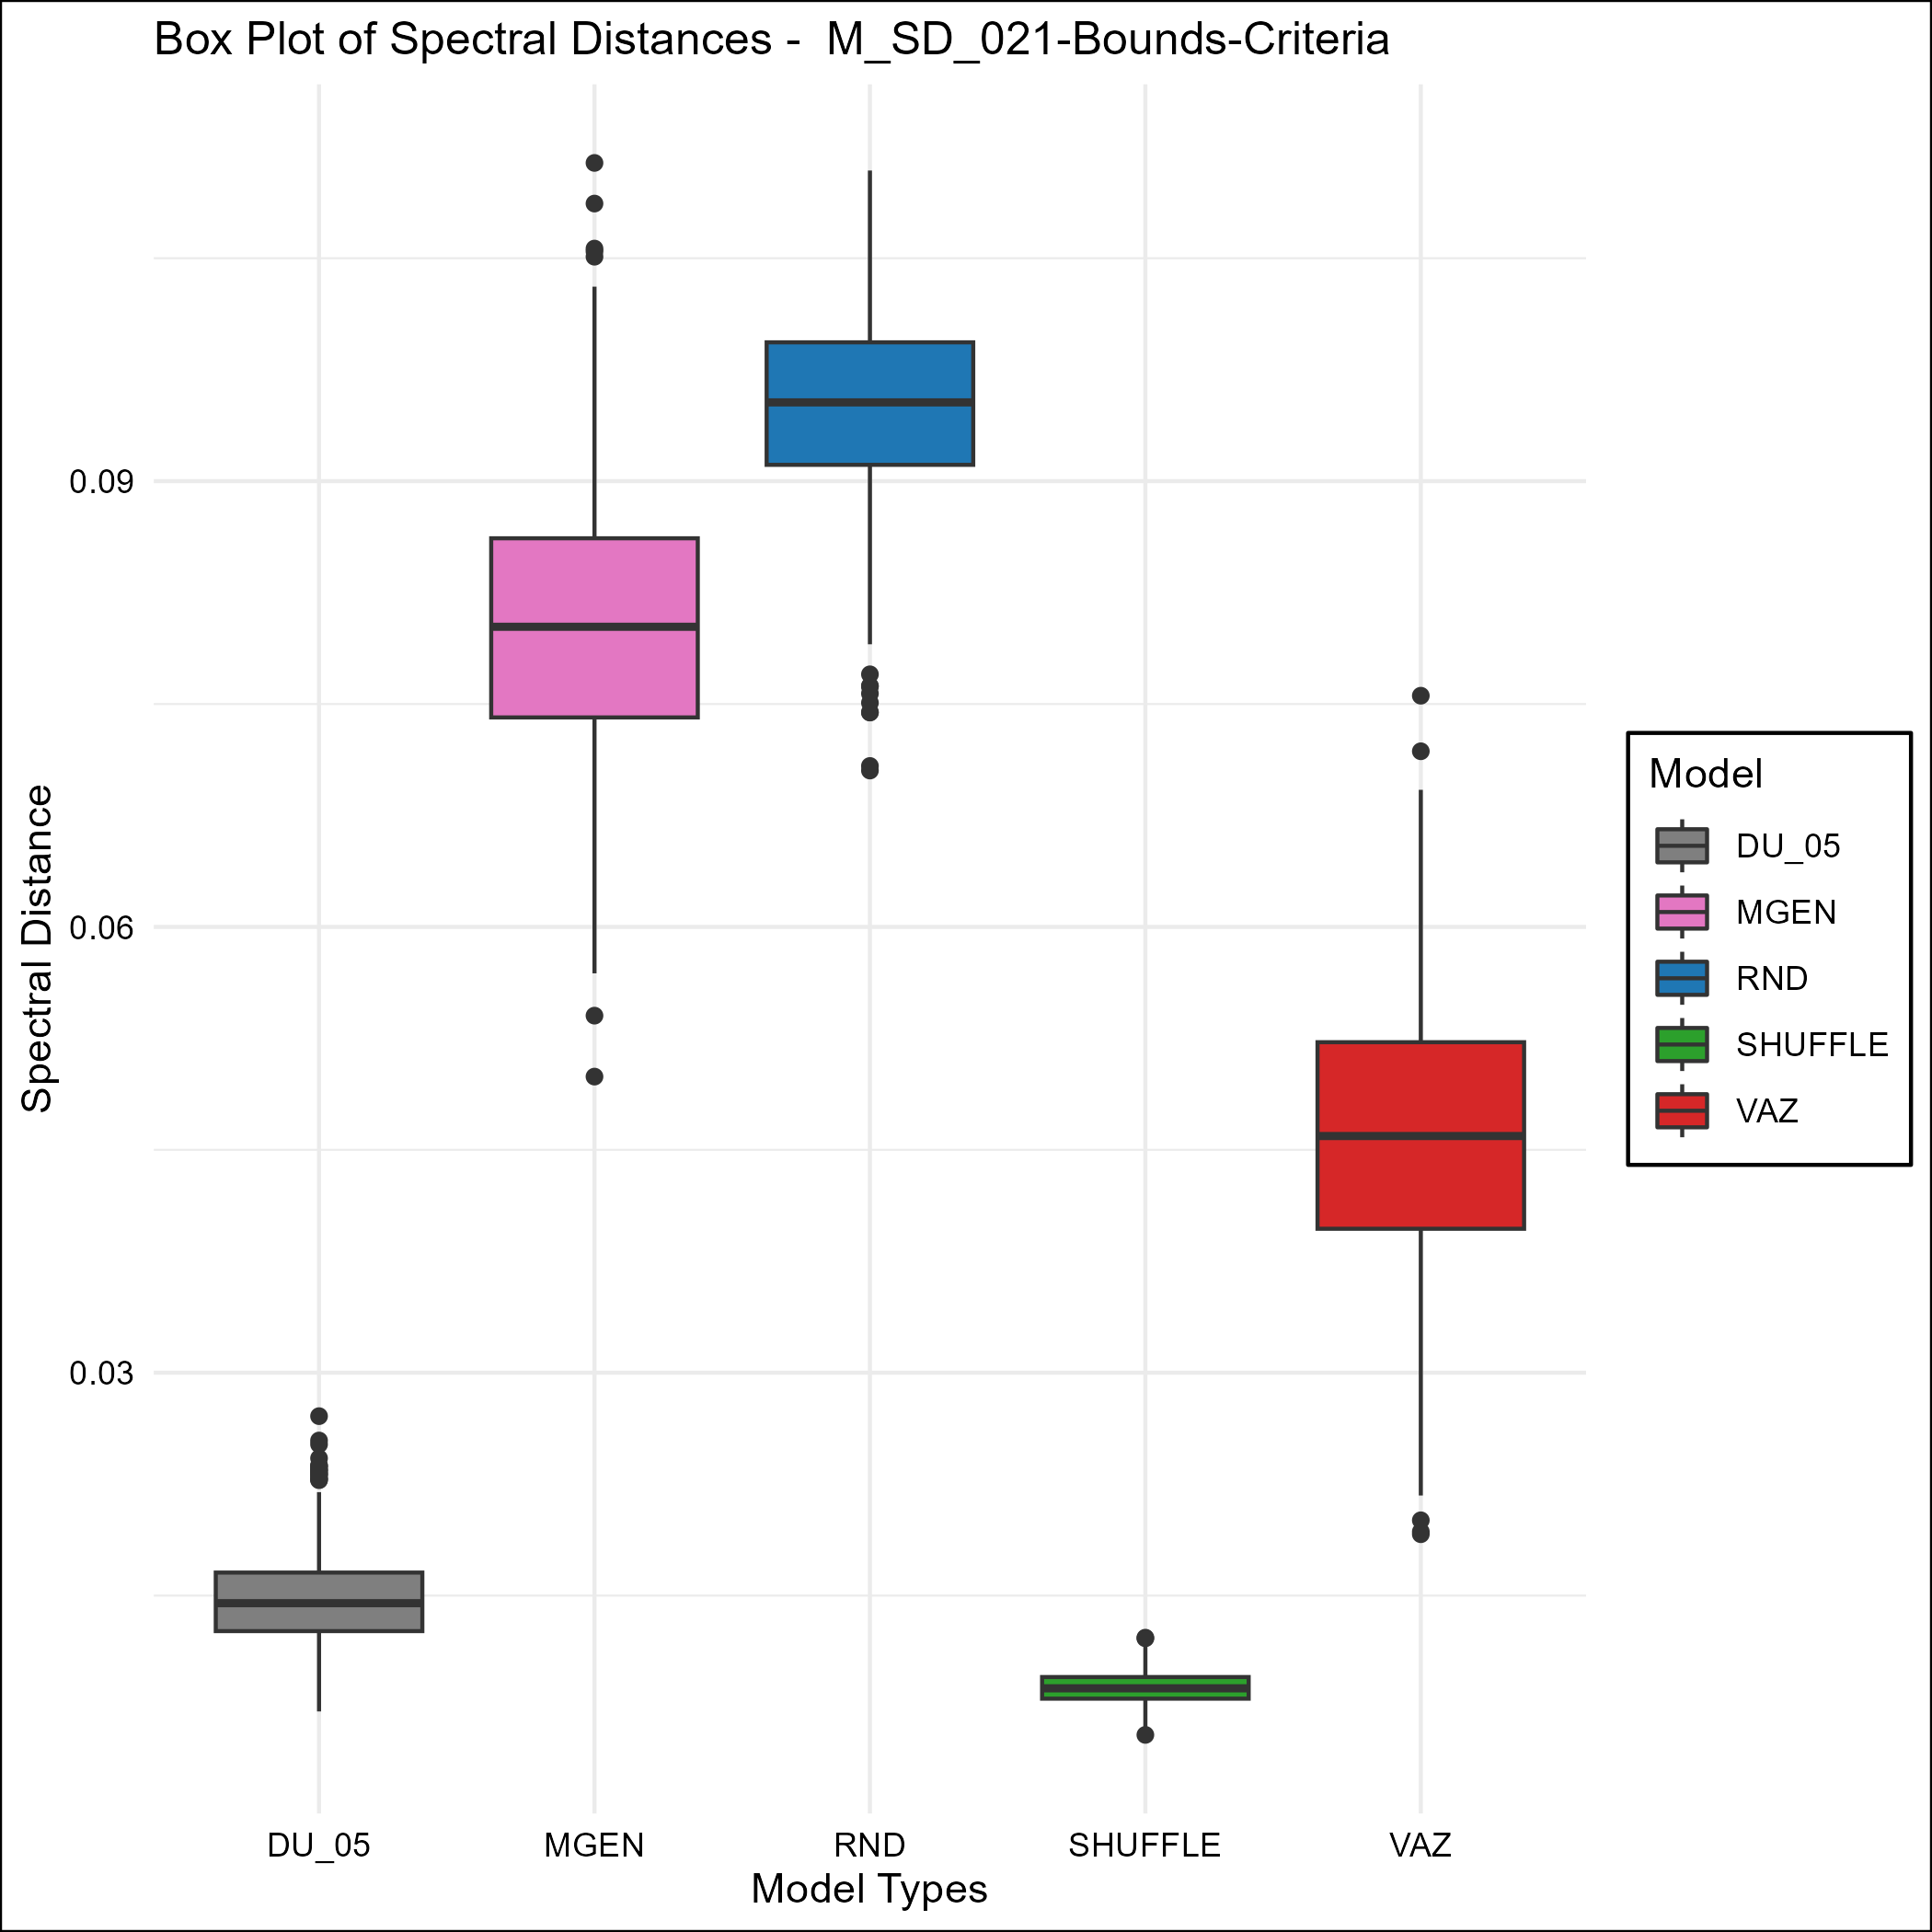 Box Plot of Spectral Distances -  M_SD_021-Bounds-Criteria
Spectral Distance
0.09
0.06
0.03
DU_05
MGEN
RND
SHUFFLE
VAZ
Model Types
Model
DU_05
MGEN
RND
SHUFFLE
VAZ